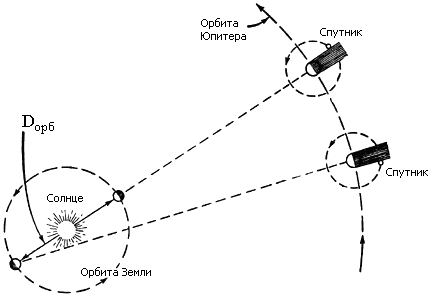 Орбита
Юпитера
Спутник
Dорб
Солнце
Спутник
Орбита Земли